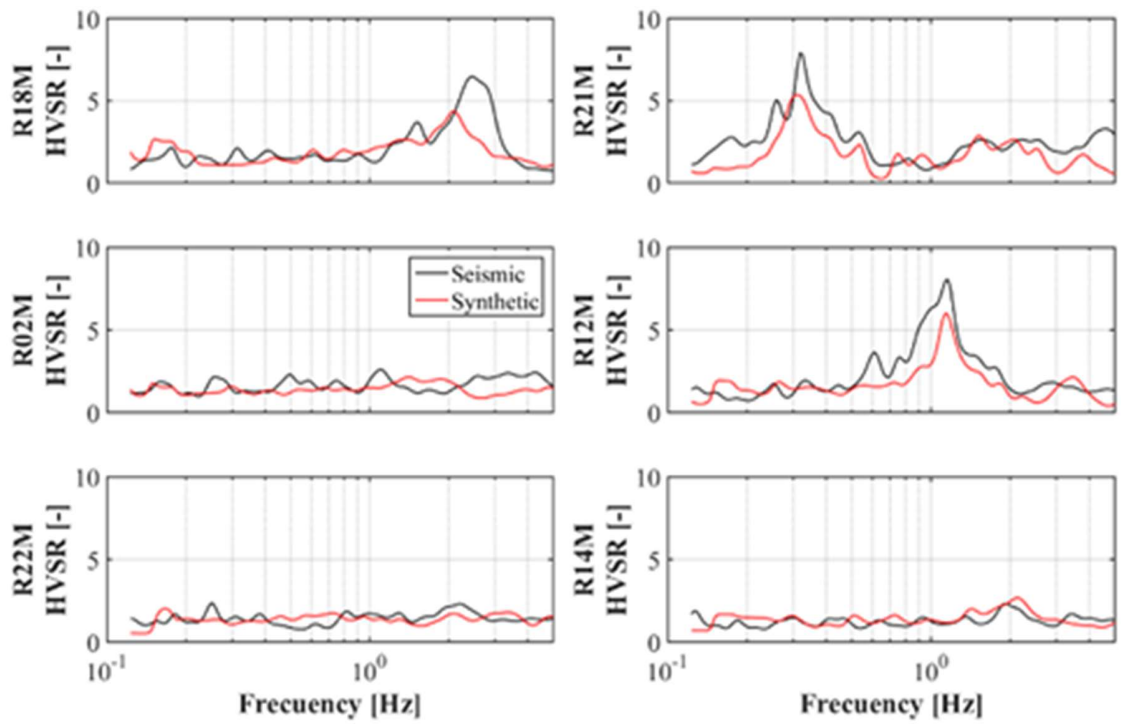 R18M
HVSR [-]
10
5
0
R21M
HVSR [-]
10
5
0
R02M
HVSR [-]
10
5
0
Seismic
Synthetic
R12M
HVSR [-]
10
5
0
R22M
HVSR [-]
10
5
0
10^-1
10^0
Frecuency [Hz]
R14M
HVSR [-]
10
5
0
10^-1
10^0
Frecuency [Hz]